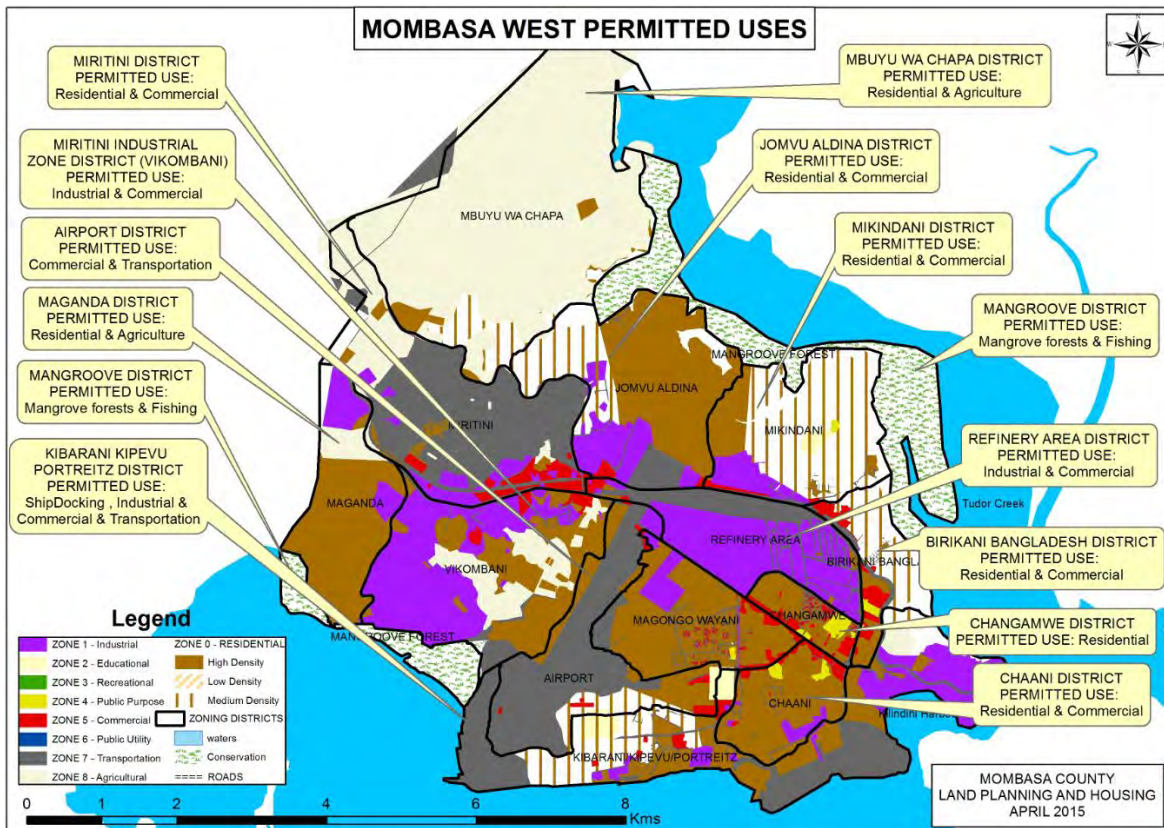 MOMBASA WEST PERMITTED USES
N
W
E
S
MIRITINI DISTRICT
PERMITTED USE:
Residential & Commercial
MIRITINI INDUSTRIAL
ZONE DISTRICT (VIKOMBANI)
PERMITTED USE:
Industrial & Commercial
AIRPORT DISTRICT
PERMITTED USE:
Commercial & Transportation
MAGANDA DISTRICT
PERMITTED USE:
Residential & Agriculture
MANGROOVE DISTRICT
PERMITTED USE:
Mangrove forests & Fishing
KIBARANI KIPEVU
PORTREITZ DISTRICT
PERMITTED USE:
ShipDocking , Industrial &
Commercial & Transportation
MBUYU WA CHAPA DISTRICT
PERMITTED USE:
Residential & Agriculture
JOMVU ALDINA DISTRICT
PERMITTED USE:
Residential & Commercial
MIKINDANI DISTRICT
PERMITTED USE:
Residential & Commercial
MANGROOVE DISTRICT
PERMITTED USE:
Mangrove forests & Fishing
REFINERY AREA DISTRICT
PERMITTED USE:
Industrial & Commercial
BIRIKANI BANGLADESH DISTRICT
PERMITTED USE:
Residential & Commercial
CHANGAMWE DISTRICT
PERMITTED USE: Residential
CHAANI DISTRICT
PERMITTED USE:
Residential & Commercial
MBUYU WA CHAPA
MANGROOVE FOREST
JOMVU ALDINA
MIRITINI
MIKINDANI
MAGANDA
Tudor Creek
REFINERY AREA
BIRIKANI BANGLA
VIKOMBANI
MAGONGO WAYANI
CHANGAMWE
MANGROOVE FOREST
AIRPORT
CHAANI
Kilindini Harbo
KIBARANI/KIPEVU/PORTREITZ
Legend
ZONE 1 - Industrial
ZONE 2 - Educational
ZONE 3 - Recreational
ZONE 4 - Public Purpose
ZONE 5 - Commercial
ZONE 6 - Public Utility
ZONE 7 - Transportation
ZONE 8 - Agricultural
ZONE 0 - RESIDENTIAL
High Density
Low Density
Medium Density
ZONING DISTRICTS
waters
Conservation
ROADS
0 1 2 4 6 8
Kms
MOMBASA COUNTY
LAND PLANNING AND HOUSING
APRIL 2015